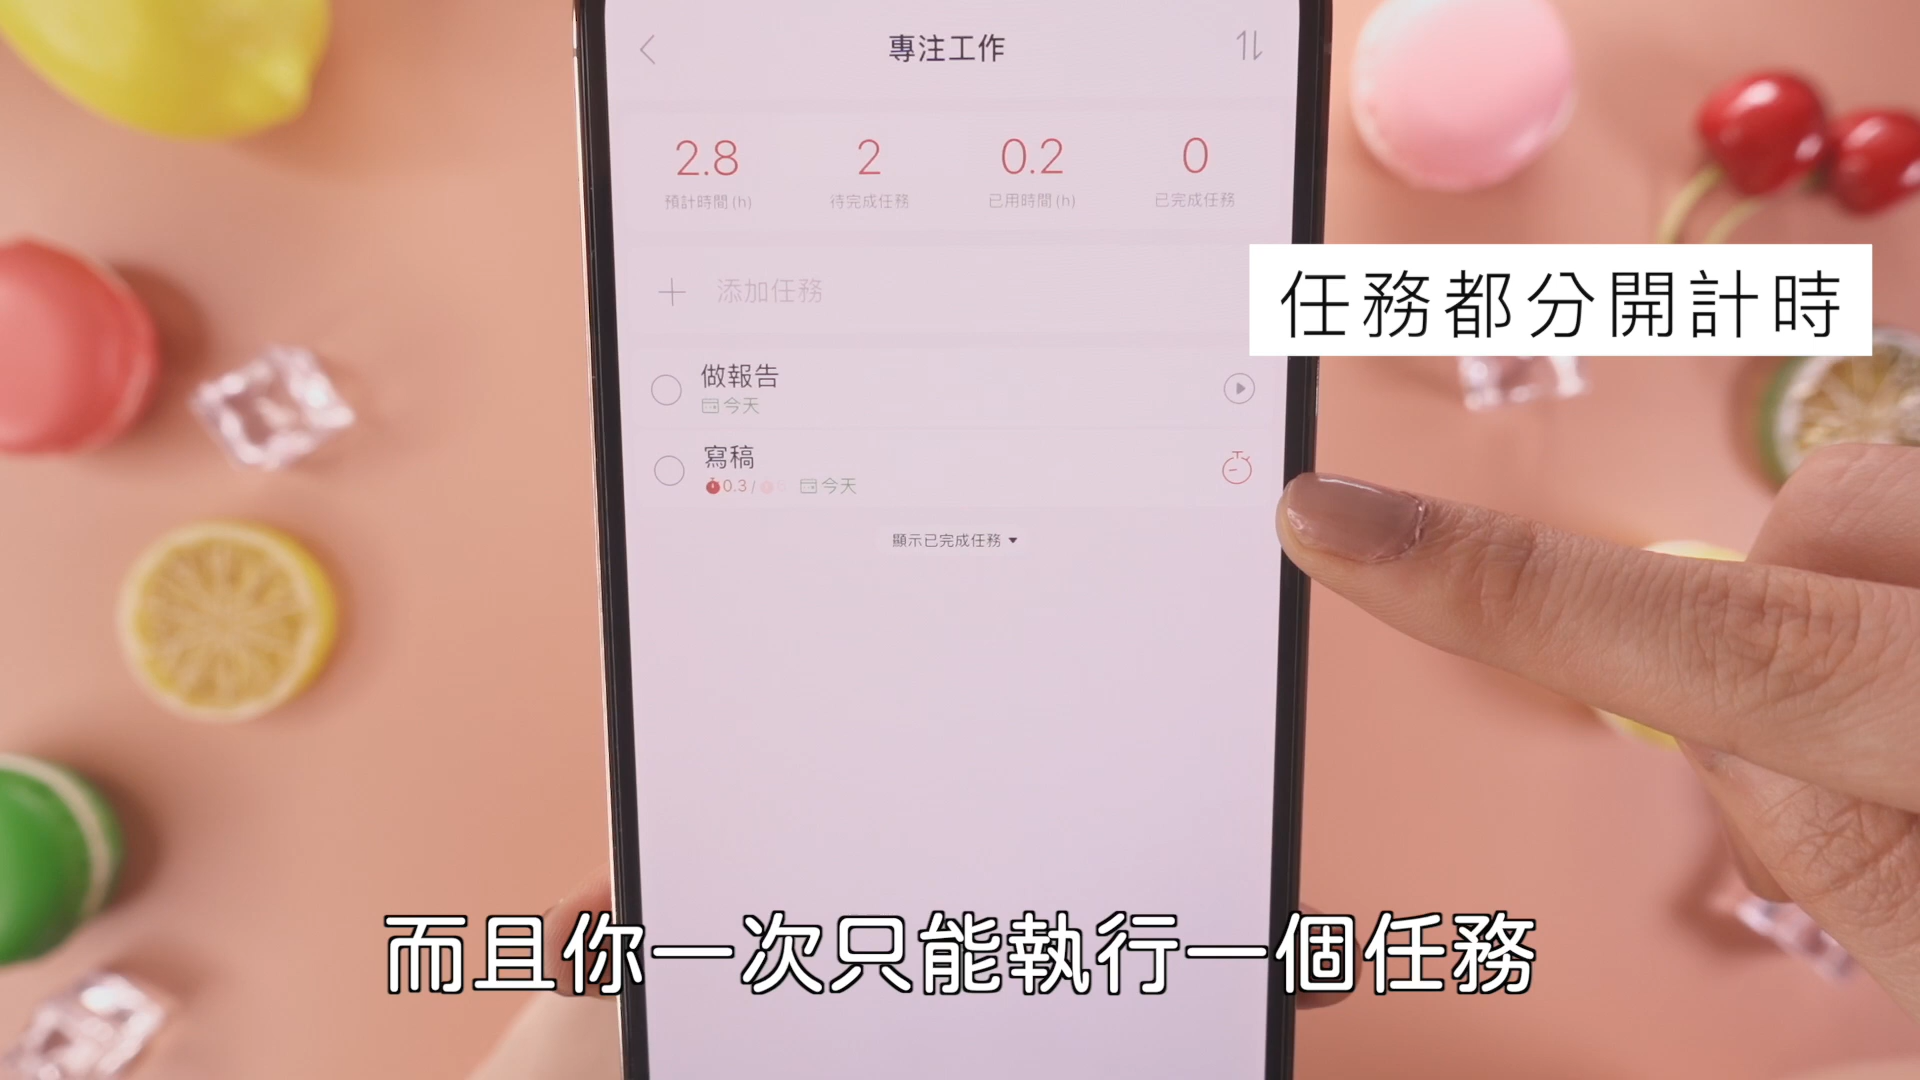 專注工作
2.8 2 0.2 0
預計時間(h) 待完成任務 已用時間(h) 已完成任務
添加任務
任務都分開計時
做報告
今天
寫稿
0.3 / 今天
顯示已完成任務
而且你一次只能執行一個任務